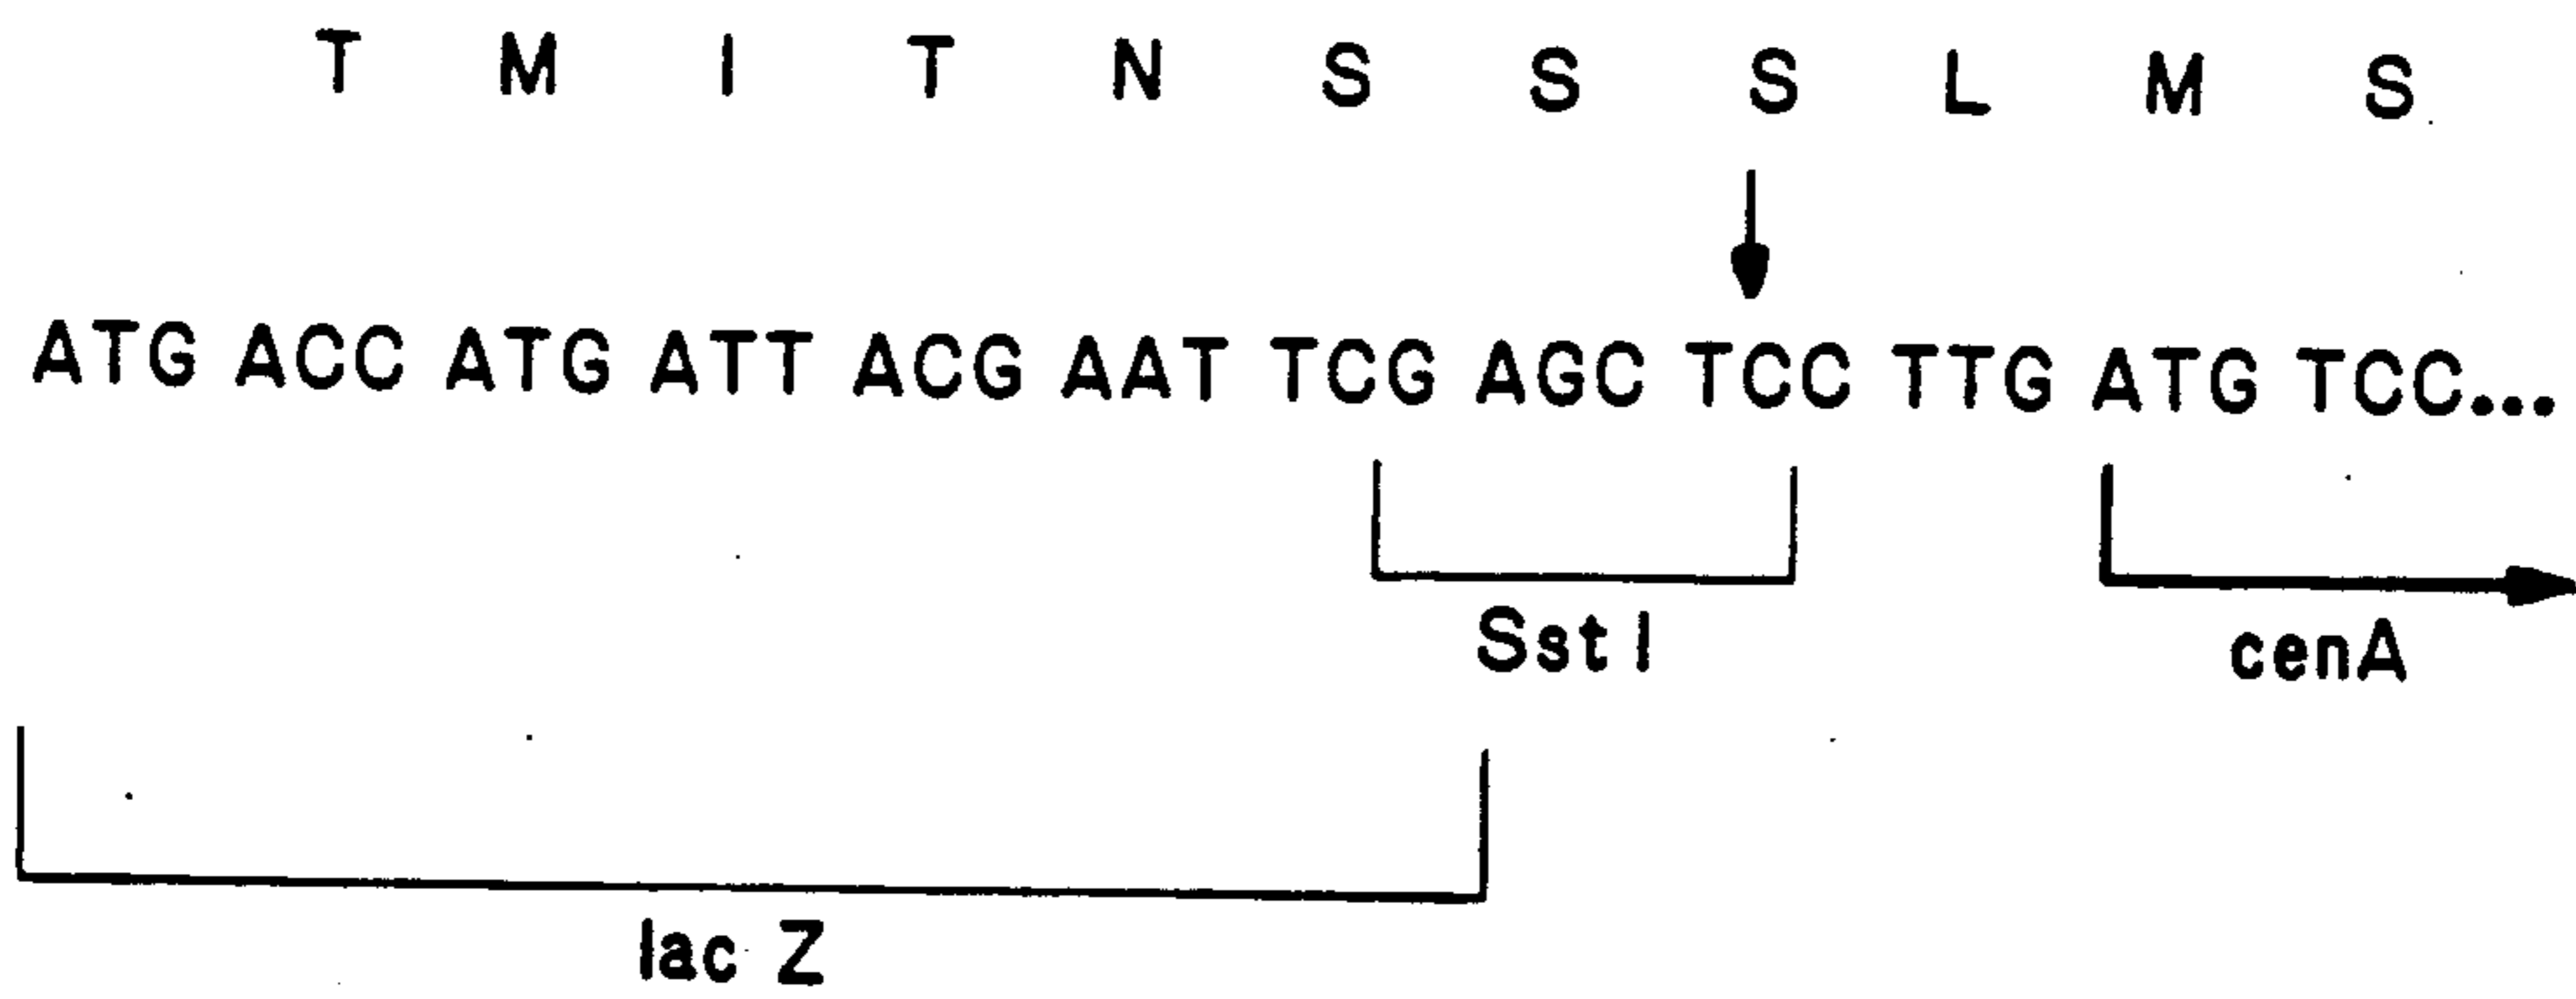 T M I T N S S S L M S
ATG ACC ATG ATT ACG AAT TCG AGC TCC TTG ATG TCC...
Sst I
cenA
lac Z